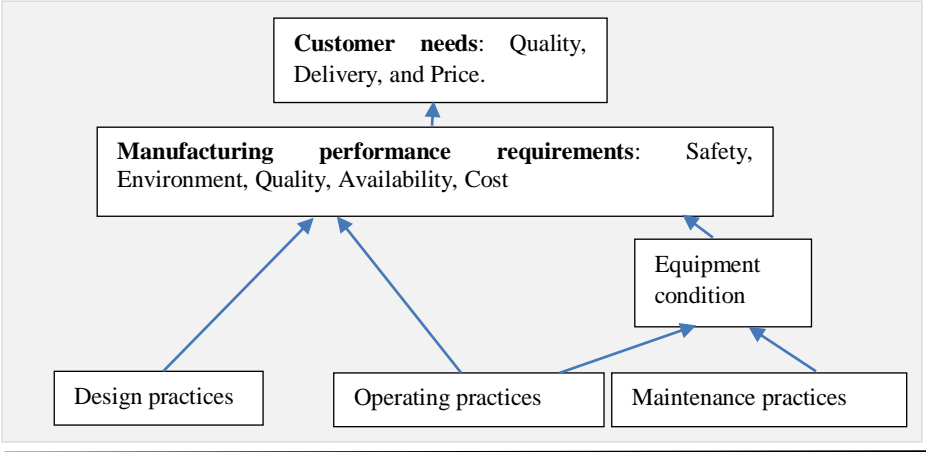 Customer needs: Quality,
Delivery, and Price.
Manufacturing performance requirements: Safety,
Environment, Quality, Availability, Cost
Equipment
condition
Design practices
Operating practices
Maintenance practices